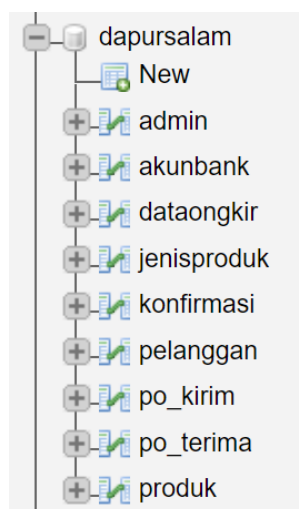 dapursalam
New
admin
akunbank
dataongkir
jenisproduk
konfirmasi
pelanggan
po_kirim
po_terima
produk